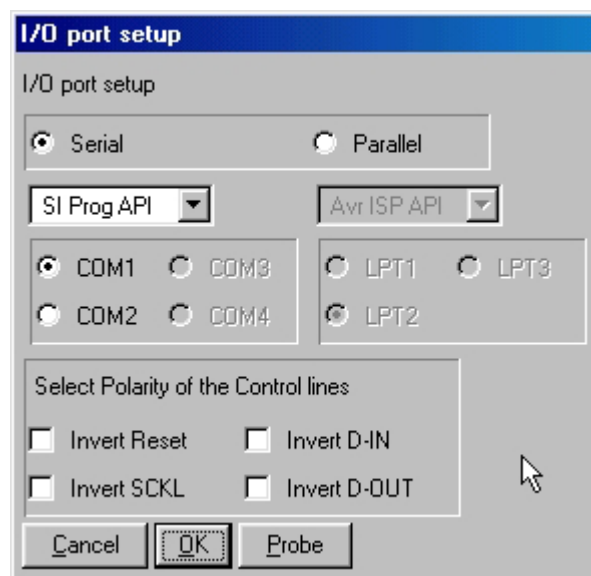 I/O port setup
I/O port setup
Serial Parallel
SI Prog API Avr ISP API
COM1 COM3 LPT1 LPT3
COM2 COM4 LPT2
Select Polarity of the Control lines
Invert Reset Invert D-IN
Invert SCKL Invert D-OUT
Cancel OK Probe